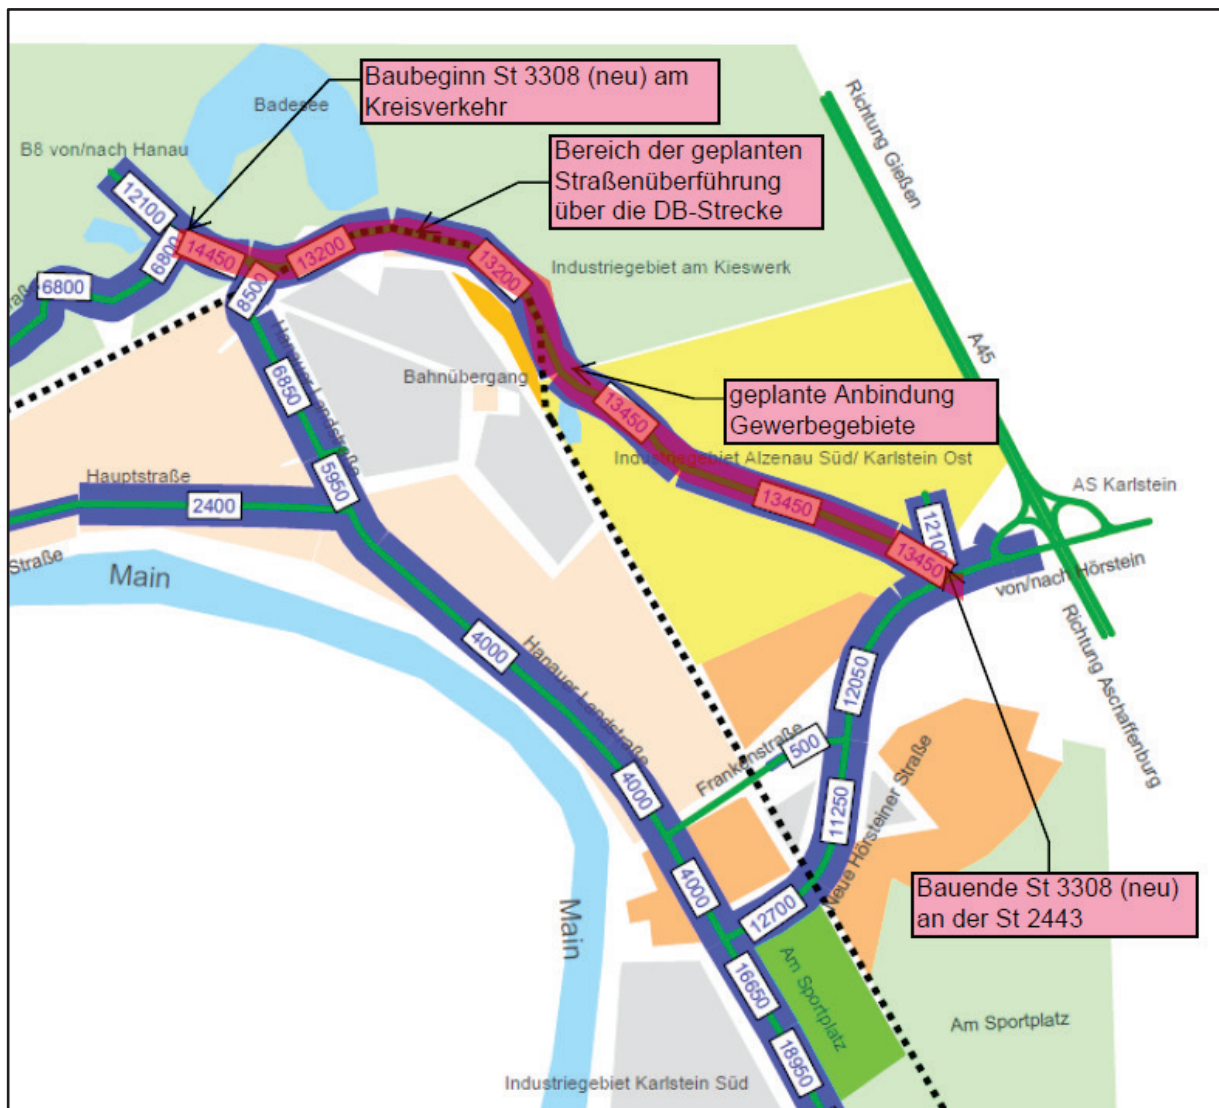 Baubeginn St 3308 (neu) am
Kreisverkehr
Badesee
Richtung Gießen
B8 von/nach Hanau
Bereich der geplanten
Straßenüberführung
über die DB-Strecke
12100
6800
14450
13200
13200
Industriegebiet am Kieswerk
6800
8500
A45
Hanauer Landstraße
6850
Bahnübergang
geplante Anbindung
Gewerbegebiete
13450
Industriegebiet Alzenau Süd/ Karlstein Ost
Hauptstraße
5950
2400
13450
AS Karlstein
12100
13450
Straße
Main
von/nach Hörstein
Richtung Aschaffenburg
4000
Hanauer Landstraße
12050
Frankenstraße
500
4000
11250
Neue Hörsteiner Straße
4000
12700
Bauende St 3308 (neu)
an der St 2443
Main
16650
Am Sportplatz
Am Sportplatz
18950
Industriegebiet Karlstein Süd